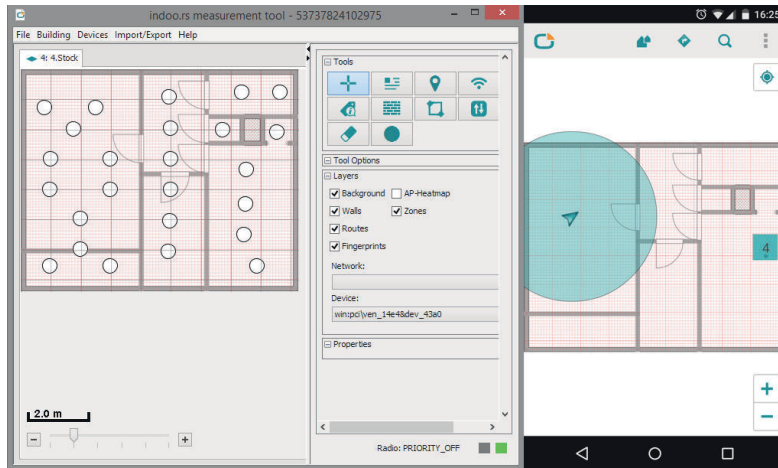 indoo.rs measurement tool - 53737824102975
File Building Devices Import/Export Help
4: 4.Stock
Tools
Tool Options
Layers
Background AP-Heatmap
Walls Zones
Routes
Fingerprints
Network:
Device:
win:pci\ven_14e4&dev_43a0
Properties
2.0 m
Radio: PRIORITY_OFF
16:25
4